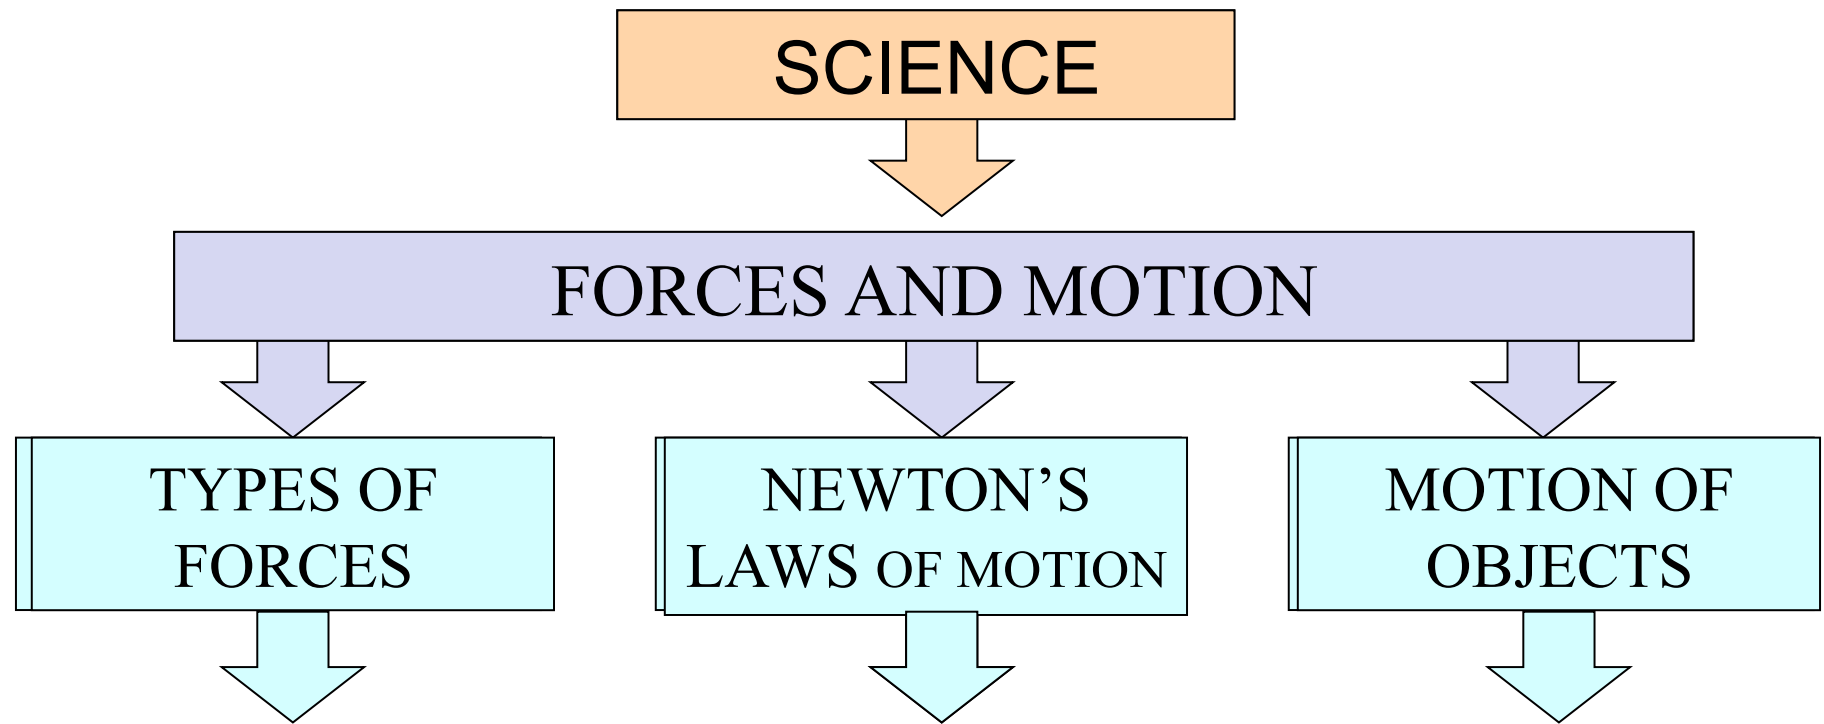 SCIENCE
FORCES AND MOTION
TYPES OF
FORCES
NEWTON’S
LAWS OF MOTION
MOTION OF
OBJECTS